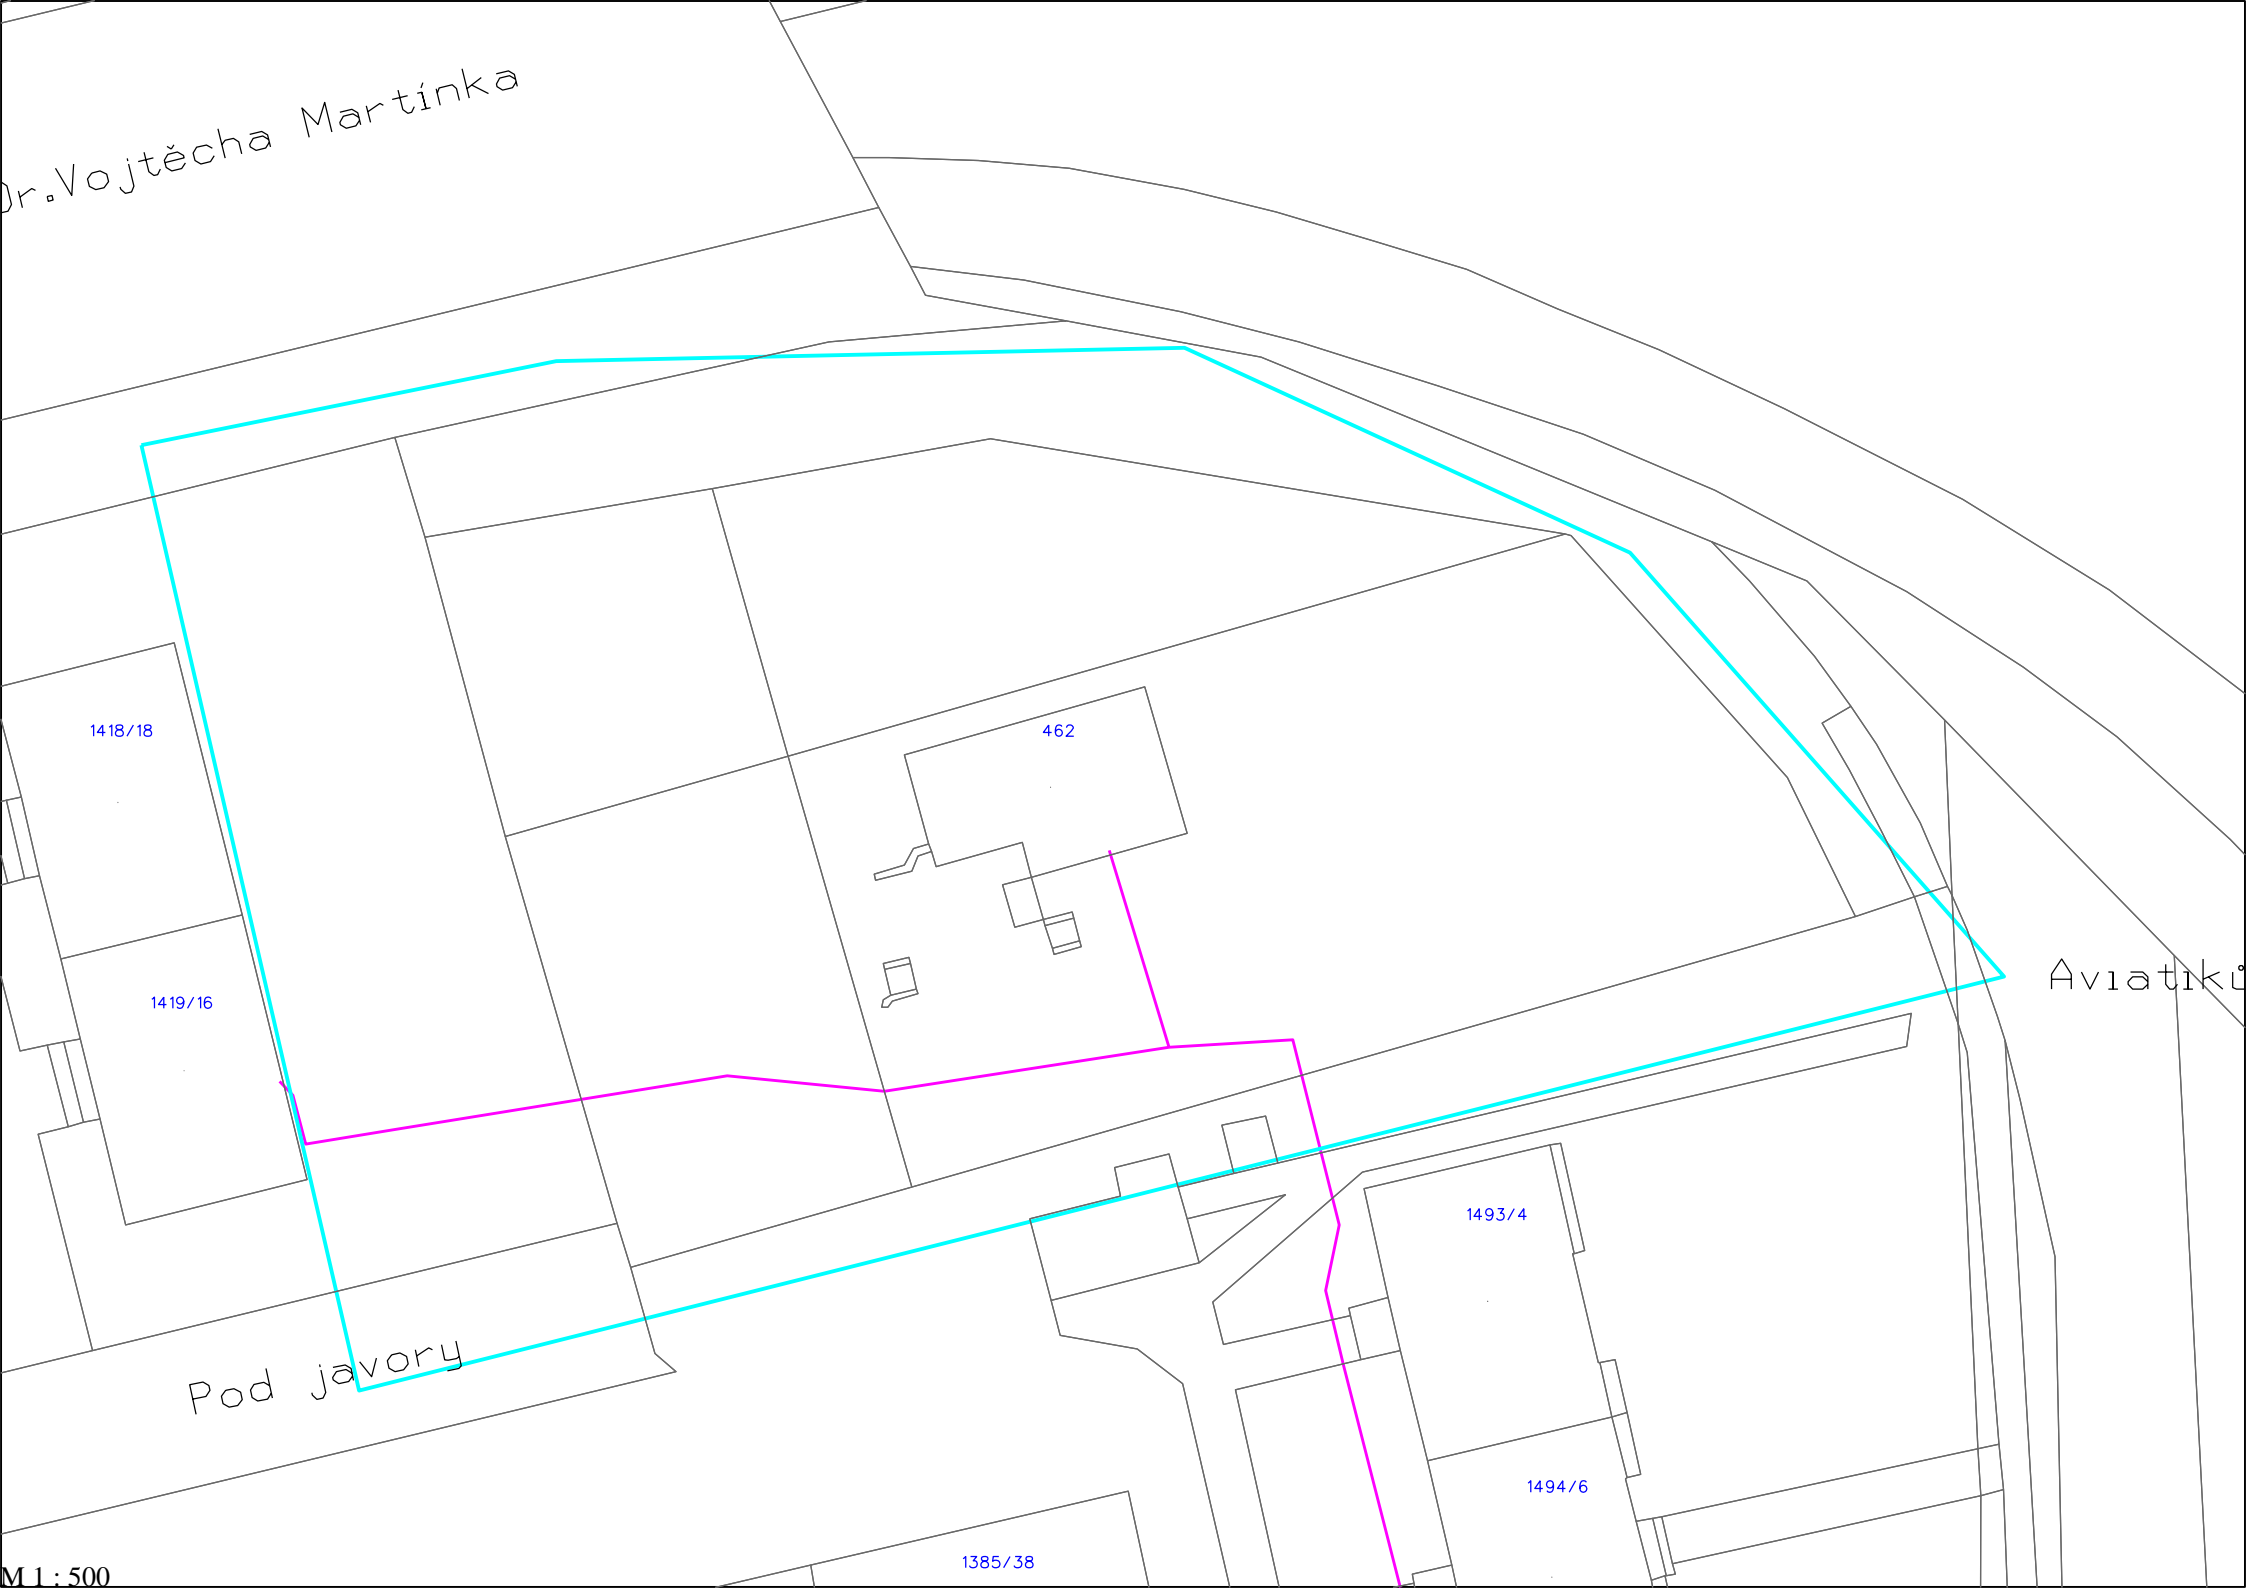 Dr.Vojtěcha Martínka
1418/18
462
Aviatiků
1419/16
1493/4
Pod javory
1494/6
1385/38
M 1 : 500